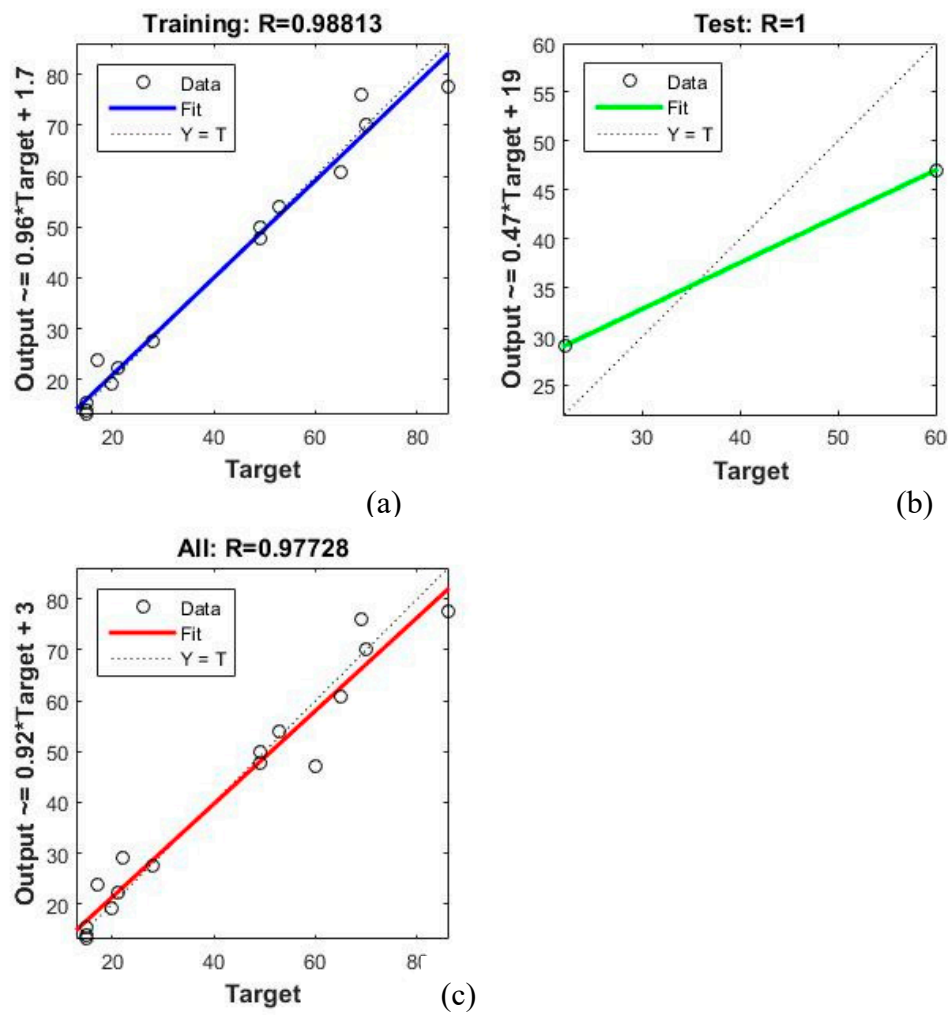 Training: R=0.98813
Output ~= 0.96*Target + 1.7
80
70
60
50
40
30
20
Data
Fit
Y = T
20
40
60
80
Target
(a)
Test: R=1
Output ~= 0.47*Target + 19
60
55
50
45
40
35
30
25
Data
Fit
Y = T
30
40
50
60
Target
(b)
All: R=0.97728
Output ~= 0.92*Target + 3
80
70
60
50
40
30
20
Data
Fit
Y = T
20
40
60
Target
(c)